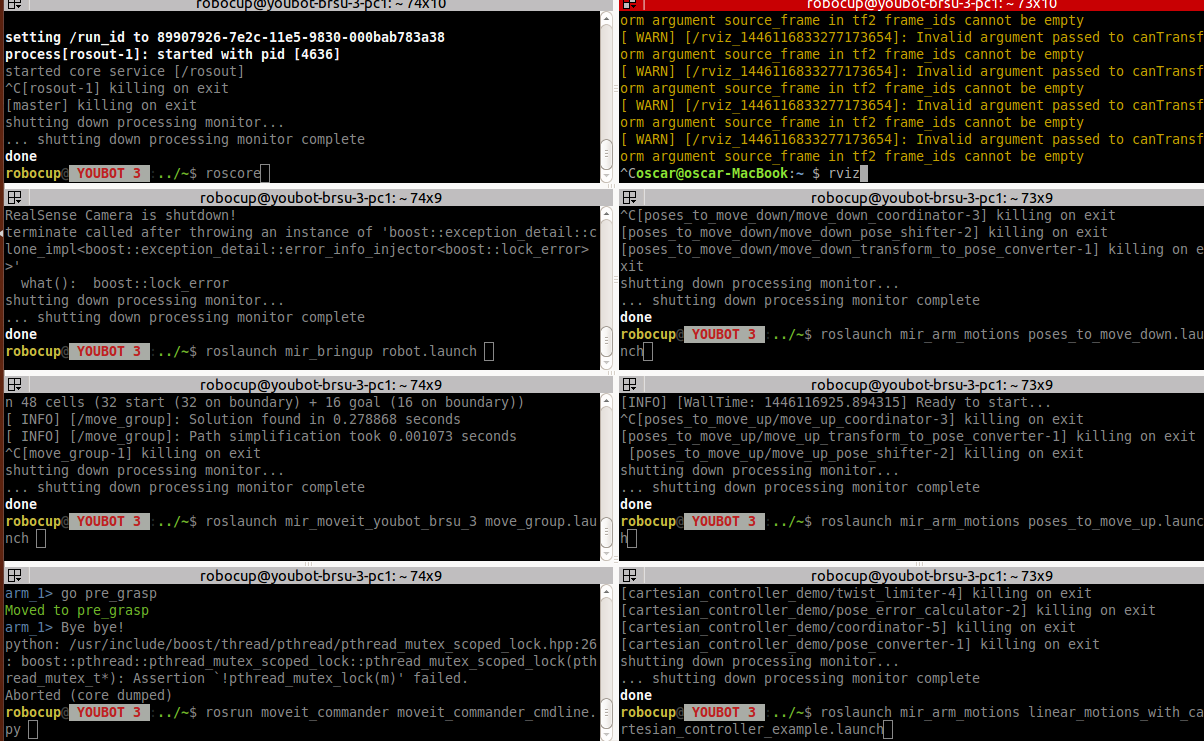 robocup@youbot-brsu-3-pc1: ~ 74x10
setting /run_id to 89907926-7e2c-11e5-9830-000bab783a38
process[rosout-1]: started with pid [4636]
started core service [/rosout]
^C[rosout-1] killing on exit
[master] killing on exit
shutting down processing monitor...
... shutting down processing monitor complete
done
robocup@ YOUBOT 3 :../~$ roscore
robocup@youbot-brsu-3-pc1: ~ 73x10
orm argument source_frame in tf2 frame_ids cannot be empty
[ WARN] [/rviz_1446116833277173654]: Invalid argument passed to canTransf
orm argument source_frame in tf2 frame_ids cannot be empty
[ WARN] [/rviz_1446116833277173654]: Invalid argument passed to canTransf
orm argument source_frame in tf2 frame_ids cannot be empty
[ WARN] [/rviz_1446116833277173654]: Invalid argument passed to canTransf
orm argument source_frame in tf2 frame_ids cannot be empty
[ WARN] [/rviz_1446116833277173654]: Invalid argument passed to canTransf
orm argument source_frame in tf2 frame_ids cannot be empty
^Coscar@oscar-MacBook:~ $ rviz
robocup@youbot-brsu-3-pc1: ~ 74x9
RealSense Camera is shutdown!
terminate called after throwing an instance of 'boost::exception_detail::c
lone_impl<boost::exception_detail::error_info_injector<boost::lock_error>
>'
what():  boost::lock_error
shutting down processing monitor...
... shutting down processing monitor complete
done
robocup@ YOUBOT 3 :../~$ roslaunch mir_bringup robot.launch
robocup@youbot-brsu-3-pc1: ~ 73x9
^C[poses_to_move_down/move_down_coordinator-3] killing on exit
[poses_to_move_down/move_down_pose_shifter-2] killing on exit
[poses_to_move_down/move_down_transform_to_pose_converter-1] killing on e
xit
shutting down processing monitor...
... shutting down processing monitor complete
done
robocup@ YOUBOT 3 :../~$ roslaunch mir_arm_motions poses_to_move_down.lau
nch
robocup@youbot-brsu-3-pc1: ~ 74x9
n 48 cells (32 start (32 on boundary) + 16 goal (16 on boundary))
[ INFO] [/move_group]: Solution found in 0.278868 seconds
[ INFO] [/move_group]: Path simplification took 0.001073 seconds
^C[move_group-1] killing on exit
shutting down processing monitor...
... shutting down processing monitor complete
done
robocup@ YOUBOT 3 :../~$ roslaunch mir_moveit_youbot_brsu_3 move_group.lau
nch
robocup@youbot-brsu-3-pc1: ~ 73x9
[INFO] [WallTime: 1446116925.894315] Ready to start...
^C[poses_to_move_up/move_up_coordinator-3] killing on exit
[poses_to_move_up/move_up_transform_to_pose_converter-1] killing on exit
[poses_to_move_up/move_up_pose_shifter-2] killing on exit
shutting down processing monitor...
... shutting down processing monitor complete
done
robocup@ YOUBOT 3 :../~$ roslaunch mir_arm_motions poses_to_move_up.launc
h
robocup@youbot-brsu-3-pc1: ~ 74x9
arm_1> go pre_grasp
Moved to pre_grasp
arm_1> Bye bye!
python: /usr/include/boost/thread/pthread/pthread_mutex_scoped_lock.hpp:26
: boost::pthread::pthread_mutex_scoped_lock::pthread_mutex_scoped_lock(pth
read_mutex_t*): Assertion `!pthread_mutex_lock(m)' failed.
Aborted (core dumped)
robocup@ YOUBOT 3 :../~$ rosrun moveit_commander moveit_commander_cmdline.
py
robocup@youbot-brsu-3-pc1: ~ 73x9
[cartesian_controller_demo/twist_limiter-4] killing on exit
[cartesian_controller_demo/pose_error_calculator-2] killing on exit
[cartesian_controller_demo/coordinator-5] killing on exit
[cartesian_controller_demo/pose_converter-1] killing on exit
shutting down processing monitor...
... shutting down processing monitor complete
done
robocup@ YOUBOT 3 :../~$ roslaunch mir_arm_motions linear_motions_with_ca
rtesian_controller_example.launch